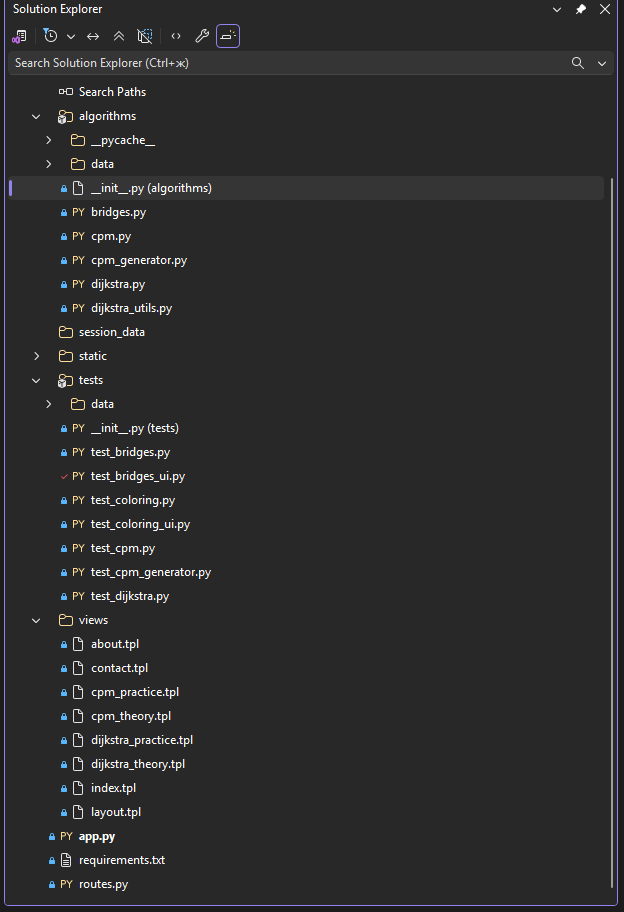 Solution Explorer
Search Solution Explorer (Ctrl+ж)
Search Paths
algorithms
__pycache__
data
__init__.py (algorithms)
PY bridges.py
PY cpm.py
PY cpm_generator.py
PY dijkstra.py
PY dijkstra_utils.py
session_data
static
tests
data
PY __init__.py (tests)
PY test_bridges.py
PY test_bridges_ui.py
PY test_coloring.py
PY test_coloring_ui.py
PY test_cpm.py
PY test_cpm_generator.py
PY test_dijkstra.py
views
about.tpl
contact.tpl
cpm_practice.tpl
cpm_theory.tpl
dijkstra_practice.tpl
dijkstra_theory.tpl
index.tpl
layout.tpl
PY app.py
requirements.txt
PY routes.py